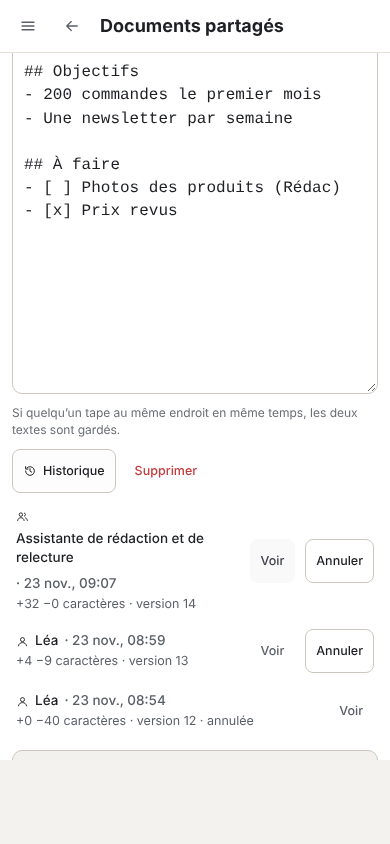 Documents partagés
## Objectifs
- 200 commandes le premier mois
- Une newsletter par semaine
## À faire
- [ ] Photos des produits (Rédac)
- [x] Prix revus
Si quelqu’un tape au même endroit en même temps, les deux
textes sont gardés.
Historique
Supprimer
Assistante de rédaction et de
relecture
· 23 nov., 09:07
+32 −0 caractères · version 14
Voir
Annuler
Léa · 23 nov., 08:59
+4 −9 caractères · version 13
Voir
Annuler
Léa · 23 nov., 08:54
+0 −40 caractères · version 12 · annulée
Voir